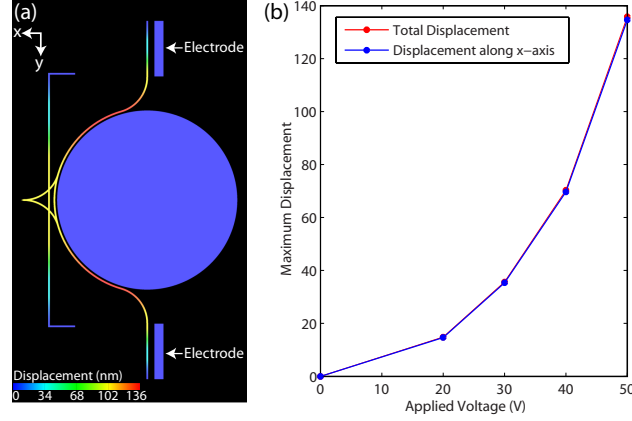 (a)
x
y
Electrode
Electrode
Displacement (nm)
0 34 68 102 136
(b)
140
120
100
80
60
40
20
0
Maximum Displacement
Total Displacement
Displacement along x−axis
0 10 20 30 40 50
Applied Voltage (V)